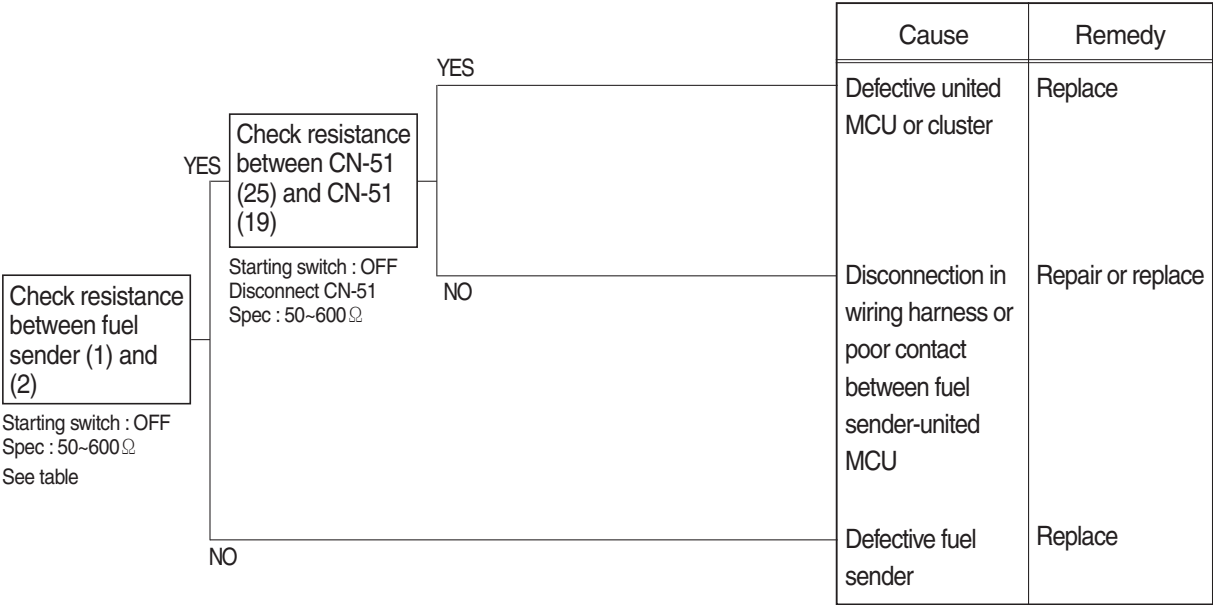 Check resistance
between fuel
sender (1) and
(2)
Starting switch : OFF
Spec : 50~600Ω
See table
YES
NO
Check resistance
between CN-51
(25) and CN-51
(19)
Starting switch : OFF
Disconnect CN-51
Spec : 50~600Ω
YES
NO
Cause
Remedy
Defective united
MCU or cluster
Replace
Disconnection in
wiring harness or
poor contact
between fuel
sender-united
MCU
Repair or replace
Defective fuel
sender
Replace